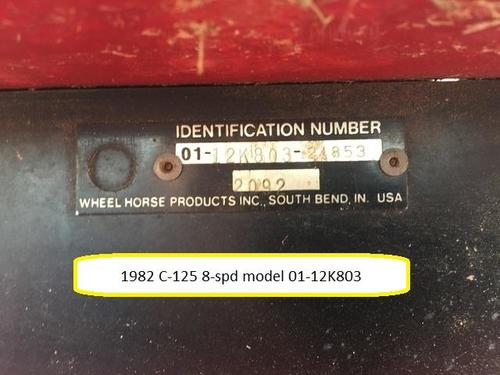 IDENTIFICATION NUMBER
01-12K803-24853
2092
WHEEL HORSE PRODUCTS INC., SOUTH BEND, IN. USA
1982 C-125 8-spd model 01-12K803